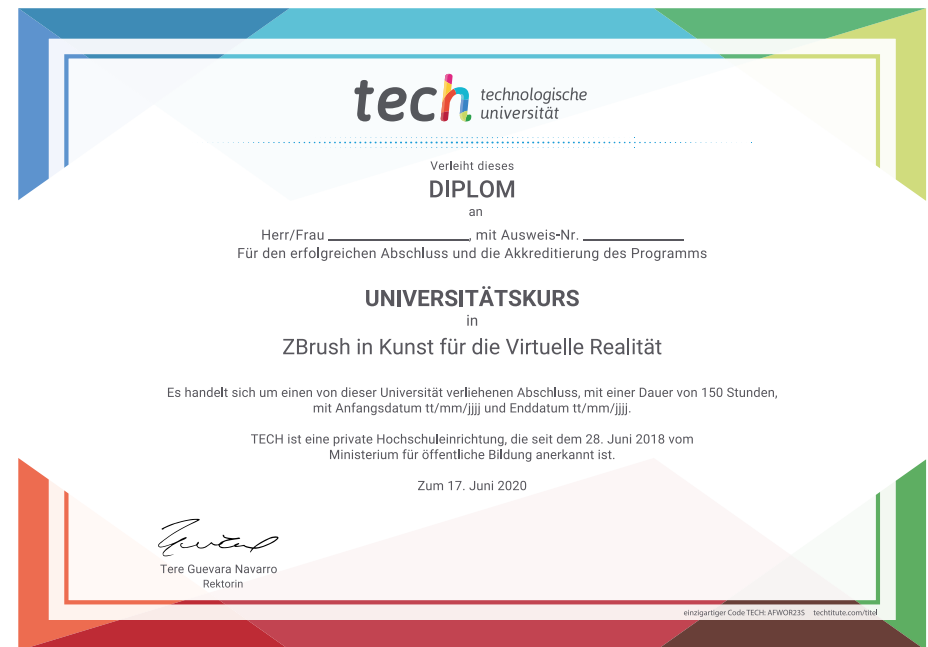 tech technologische
universität
Verleiht dieses
DIPLOM
an
Herr/Frau ____________________, mit Ausweis-Nr. ______________
Für den erfolgreichen Abschluss und die Akkreditierung des Programms
UNIVERSITÄTSKURS
in
ZBrush in Kunst für die Virtuelle Realität
Es handelt sich um einen von dieser Universität verliehenen Abschluss, mit einer Dauer von 150 Stunden,
mit Anfangsdatum tt/mm/jjjj und Enddatum tt/mm/jjjj.
TECH ist eine private Hochschuleinrichtung, die seit dem 28. Juni 2018 vom
Ministerium für öffentliche Bildung anerkannt ist.
Zum 17. Juni 2020
Tere Guevara Navarro
Rektorin
einzigartiger Code TECH: AFWOR23S techtitute.com/titel